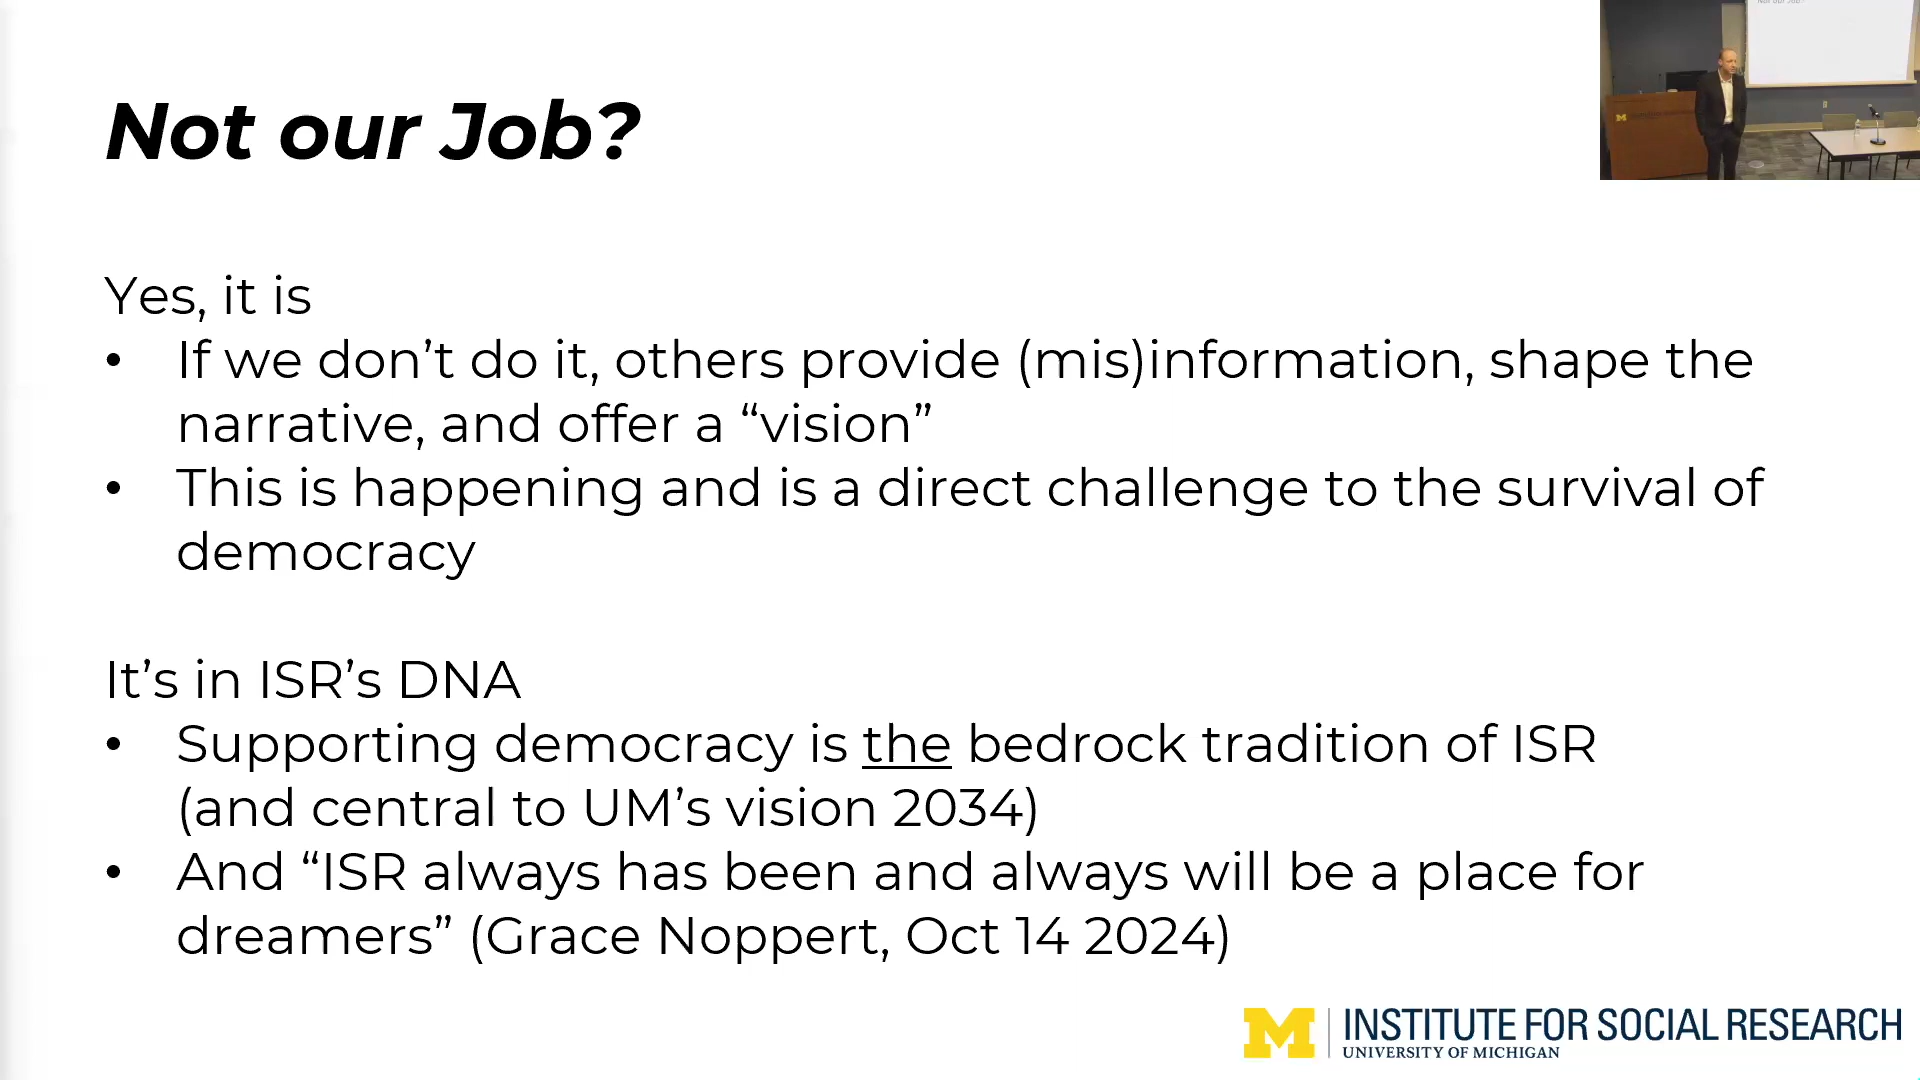 Not our Job?
Yes, it is
• If we don’t do it, others provide (mis)information, shape the
narrative, and offer a “vision”
• This is happening and is a direct challenge to the survival of
democracy
It’s in ISR’s DNA
• Supporting democracy is the bedrock tradition of ISR
(and central to UM’s vision 2034)
• And “ISR always has been and always will be a place for
dreamers” (Grace Noppert, Oct 14 2024)
M INSTITUTE FOR SOCIAL RESEARCH
UNIVERSITY OF MICHIGAN
Not our Job?
M